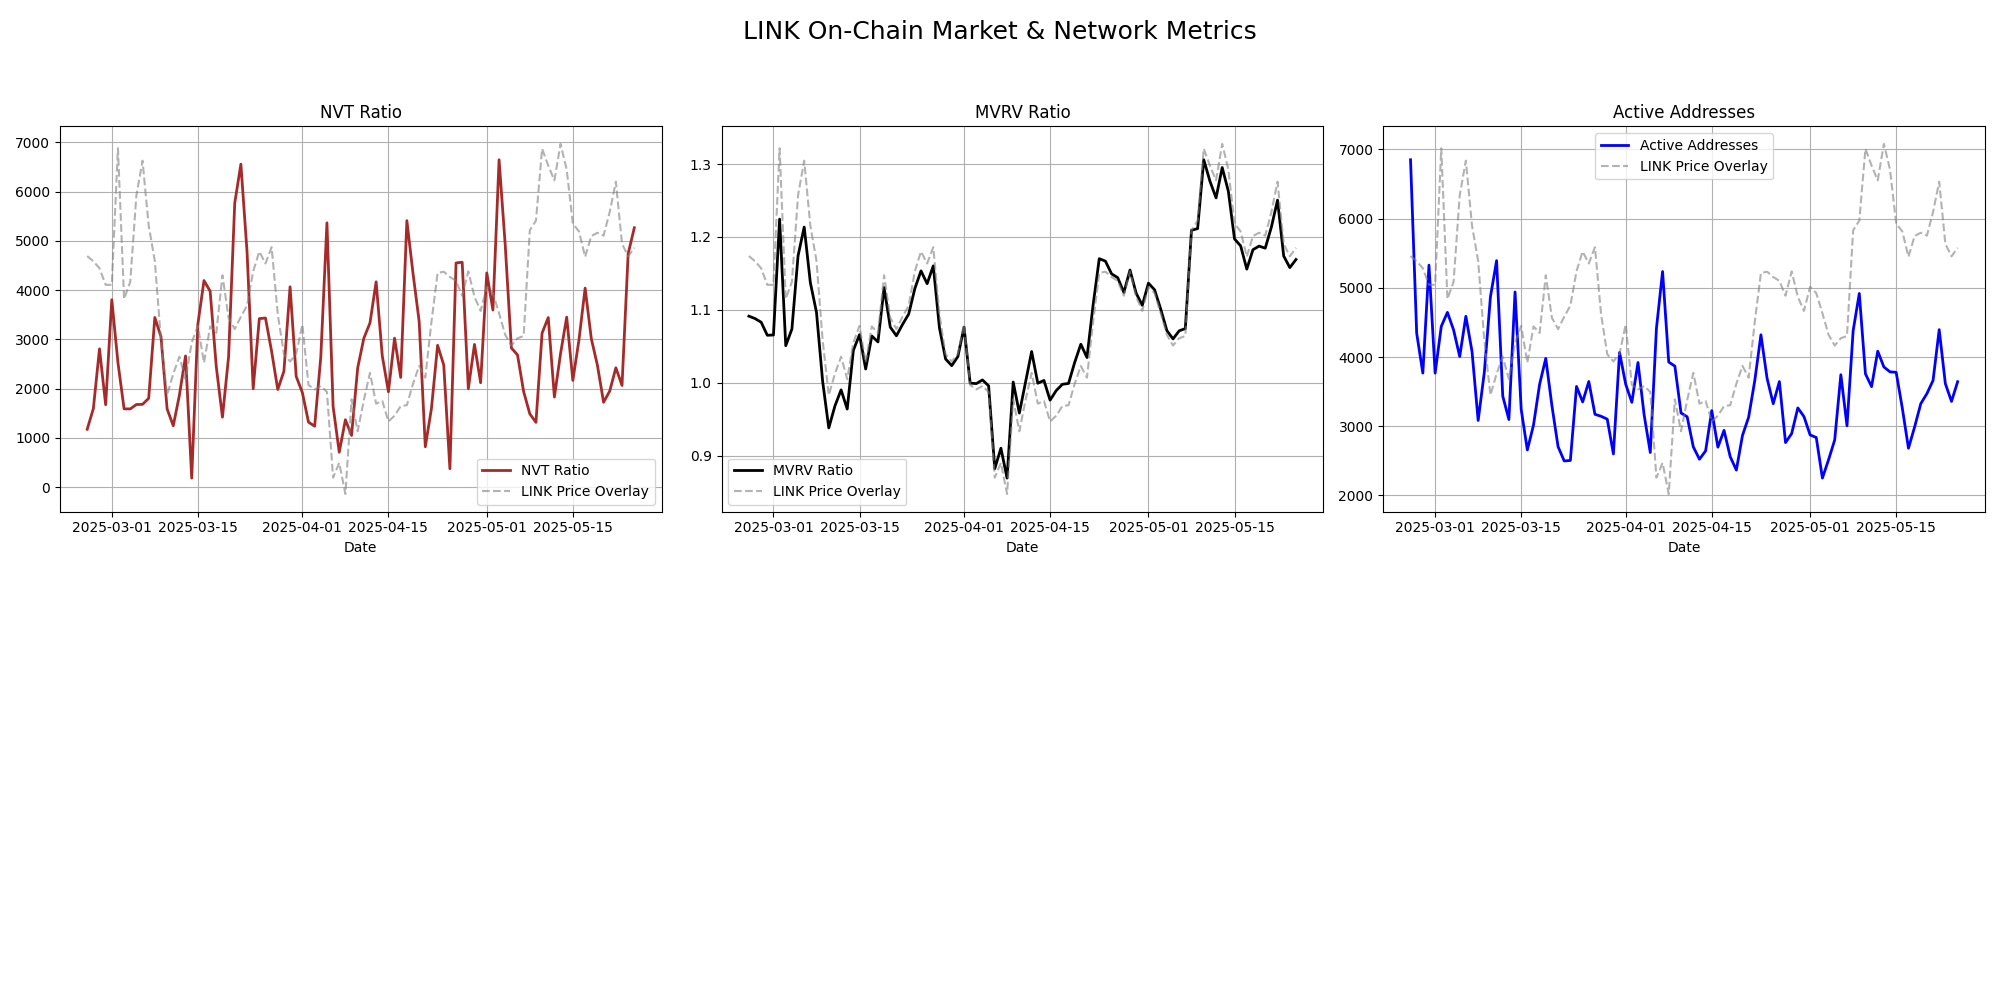 LINK On-Chain Market & Network Metrics
NVT Ratio
7000
6000
5000
4000
3000
2000
1000
0
NVT Ratio
LINK Price Overlay
2025-03-01 2025-03-15 2025-04-01 2025-04-15 2025-05-01 2025-05-15
Date
MVRV Ratio
1.3
1.2
1.1
1.0
0.9
MVRV Ratio
LINK Price Overlay
2025-03-01 2025-03-15 2025-04-01 2025-04-15 2025-05-01 2025-05-15
Date
Active Addresses
Active Addresses
LINK Price Overlay
7000
6000
5000
4000
3000
2000
2025-03-01 2025-03-15 2025-04-01 2025-04-15 2025-05-01 2025-05-15
Date